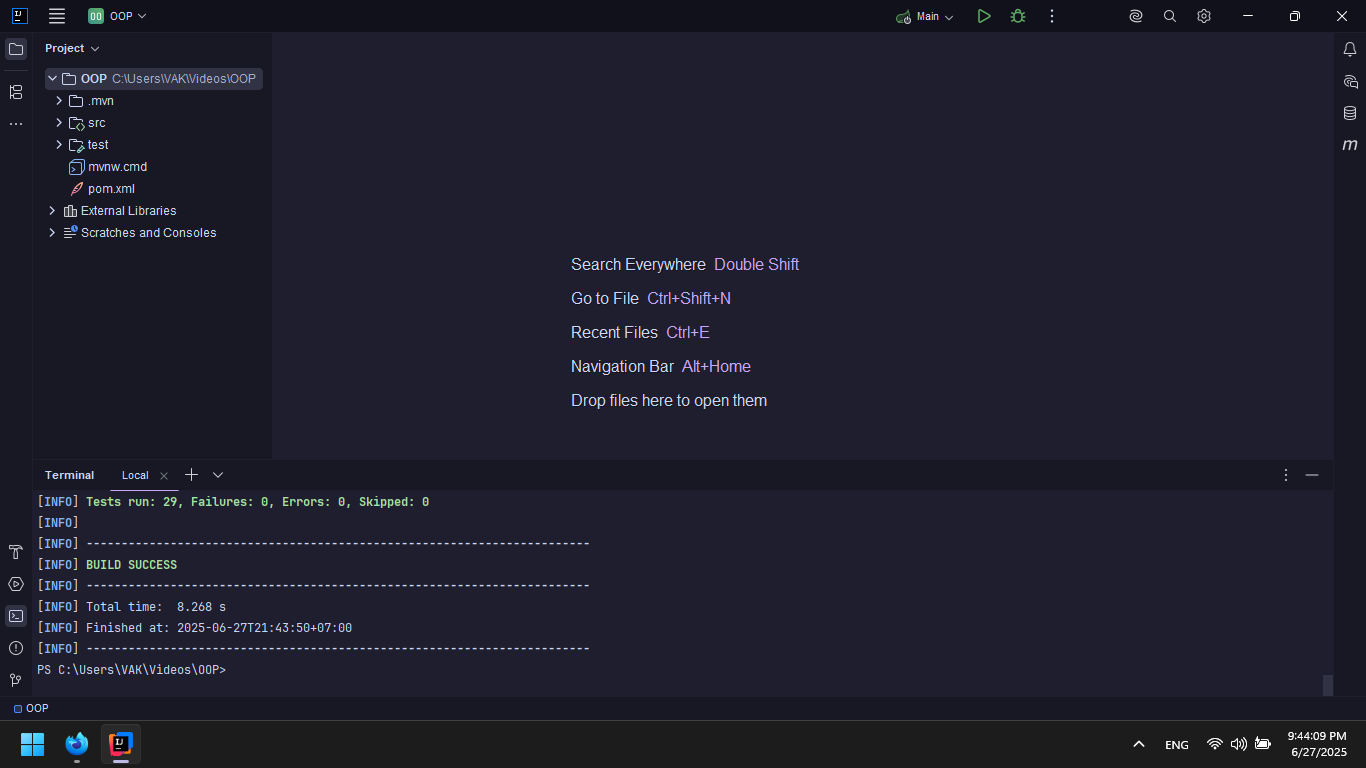 OOP
Main
Project
OOP C:\Users\VAK\Videos\OOP
.mvn
src
test
mvnw.cmd
pom.xml
External Libraries
Scratches and Consoles
Search Everywhere Double Shift
Go to File Ctrl+Shift+N
Recent Files Ctrl+E
Navigation Bar Alt+Home
Drop files here to open them
m
Terminal Local
[INFO] Tests run: 29, Failures: 0, Errors: 0, Skipped: 0
[INFO]
[INFO] ------------------------------------------------------------------------
[INFO] BUILD SUCCESS
[INFO] ------------------------------------------------------------------------
[INFO] Total time:  8.268 s
[INFO] Finished at: 2025-06-27T21:43:50+07:00
[INFO] ------------------------------------------------------------------------
PS C:\Users\VAK\Videos\OOP>
OOP
ENG
9:44:09 PM
6/27/2025